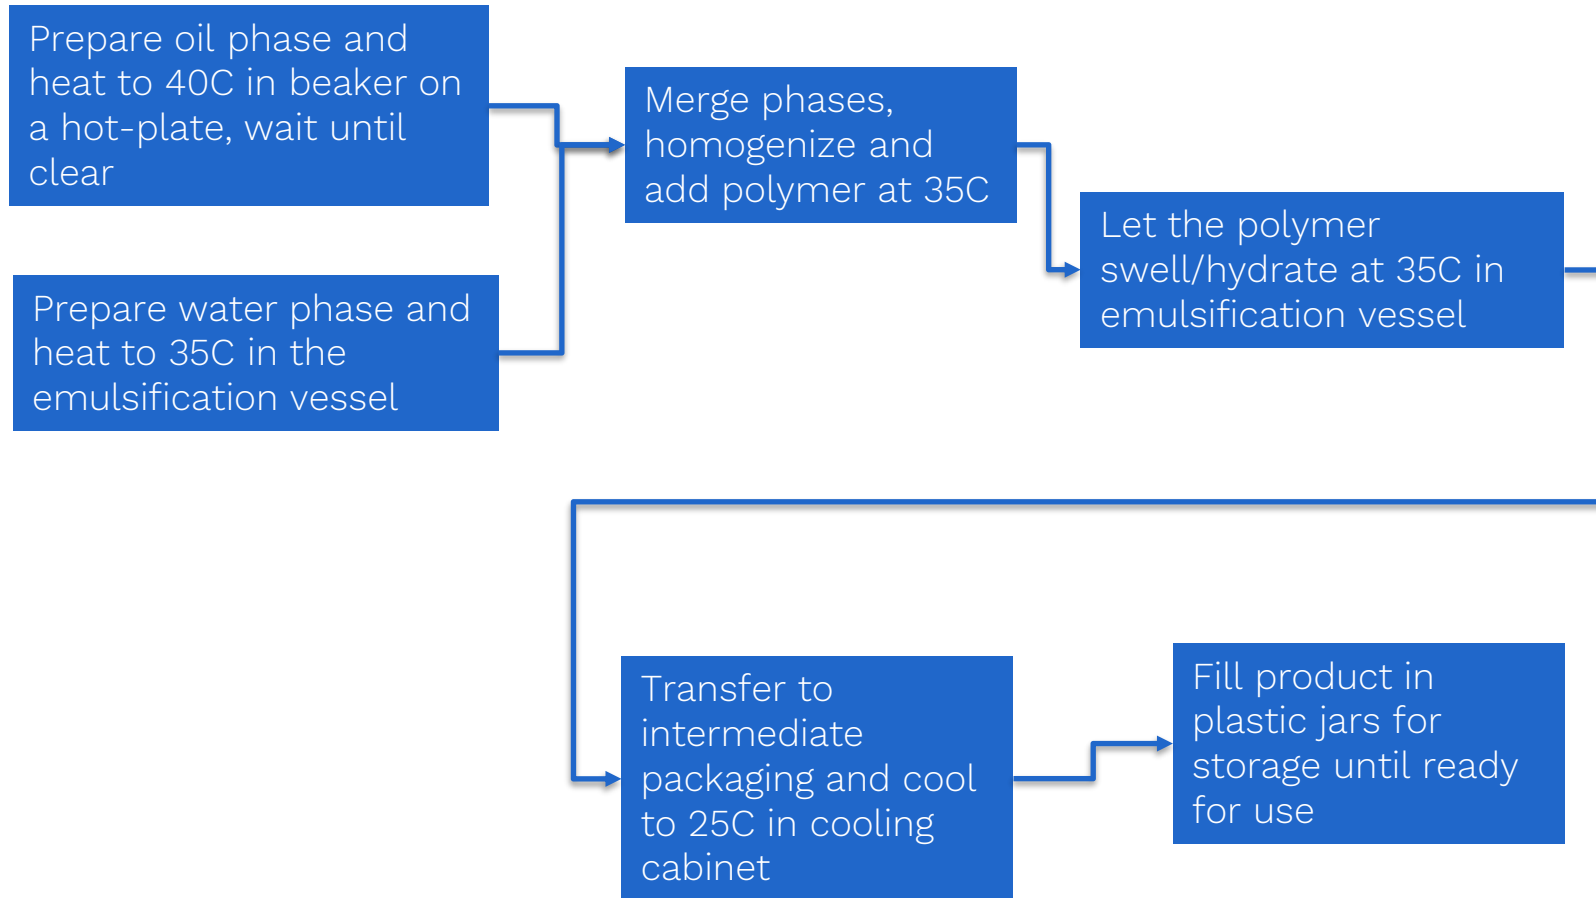 Prepare oil phase and
heat to 40C in beaker on
a hot-plate, wait until
clear
Prepare water phase and
heat to 35C in the
emulsification vessel
Merge phases,
homogenize and
add polymer at 35C
Let the polymer
swell/hydrate at 35C in
emulsification vessel
Transfer to
intermediate
packaging and cool
to 25C in cooling
cabinet
Fill product in
plastic jars for
storage until ready
for use